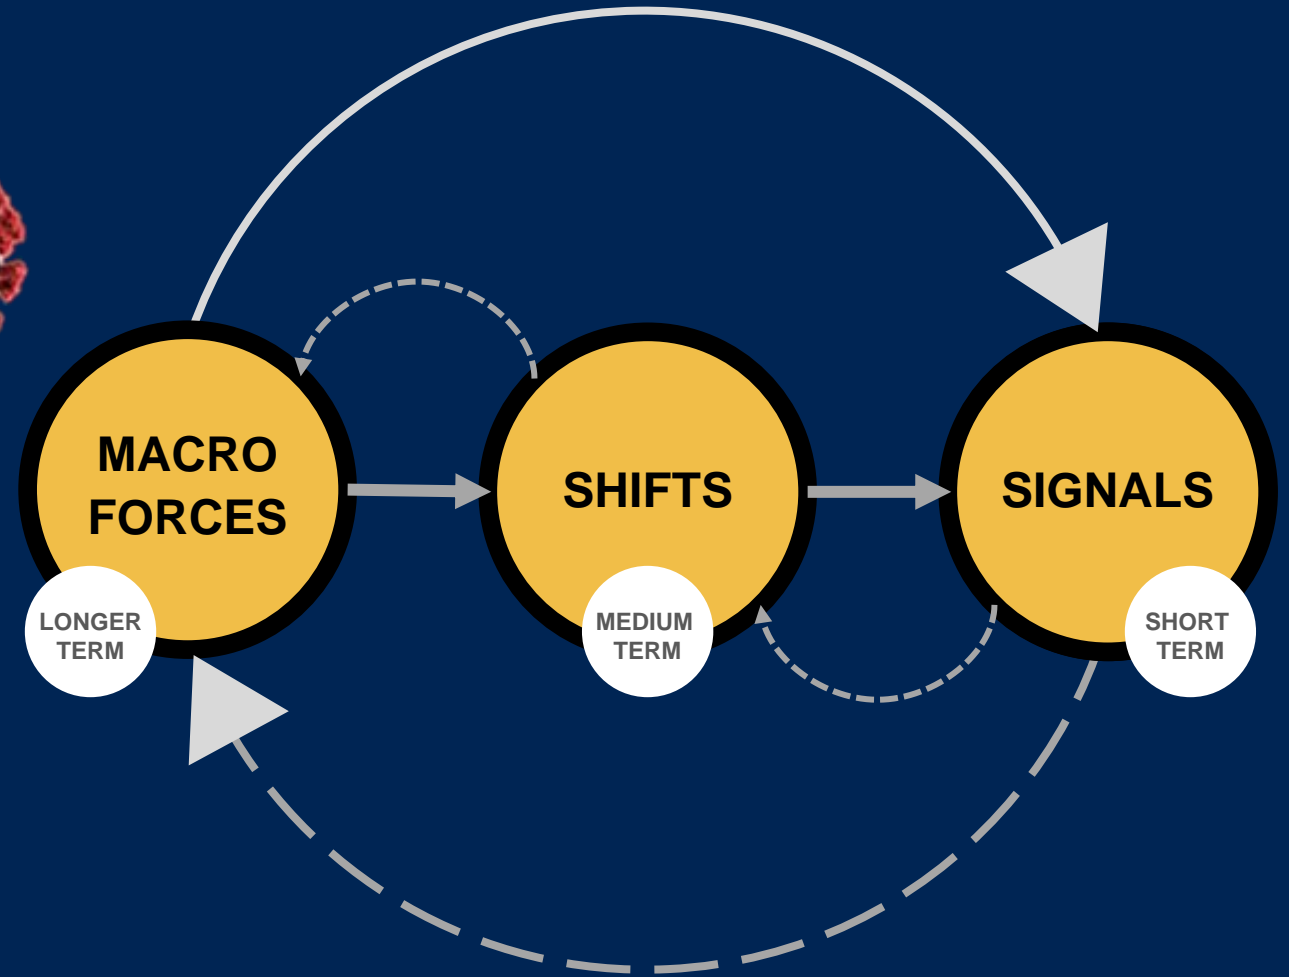 MACRO
FORCES
LONGER
TERM
SHIFTS
MEDIUM
TERM
SIGNALS
SHORT
TERM